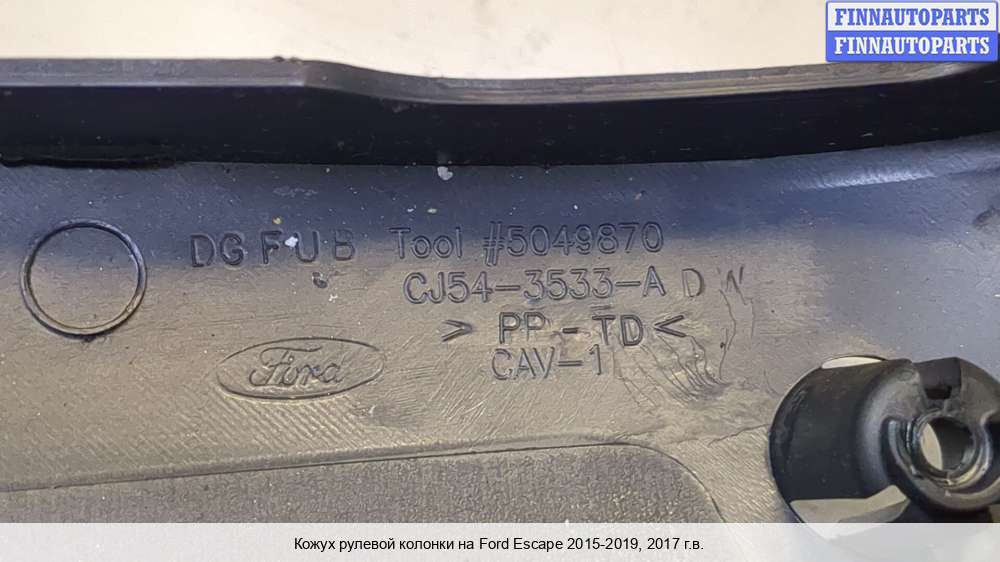 FINNAUTOPARTS
FINNAUTOPARTS
DG F U B Tool #5049870
CJ54-3533-A D W
> PP-TD <
CAV-1
Ford
Кожух рулевой колонки на Ford Escape 2015-2019, 2017 г.в.